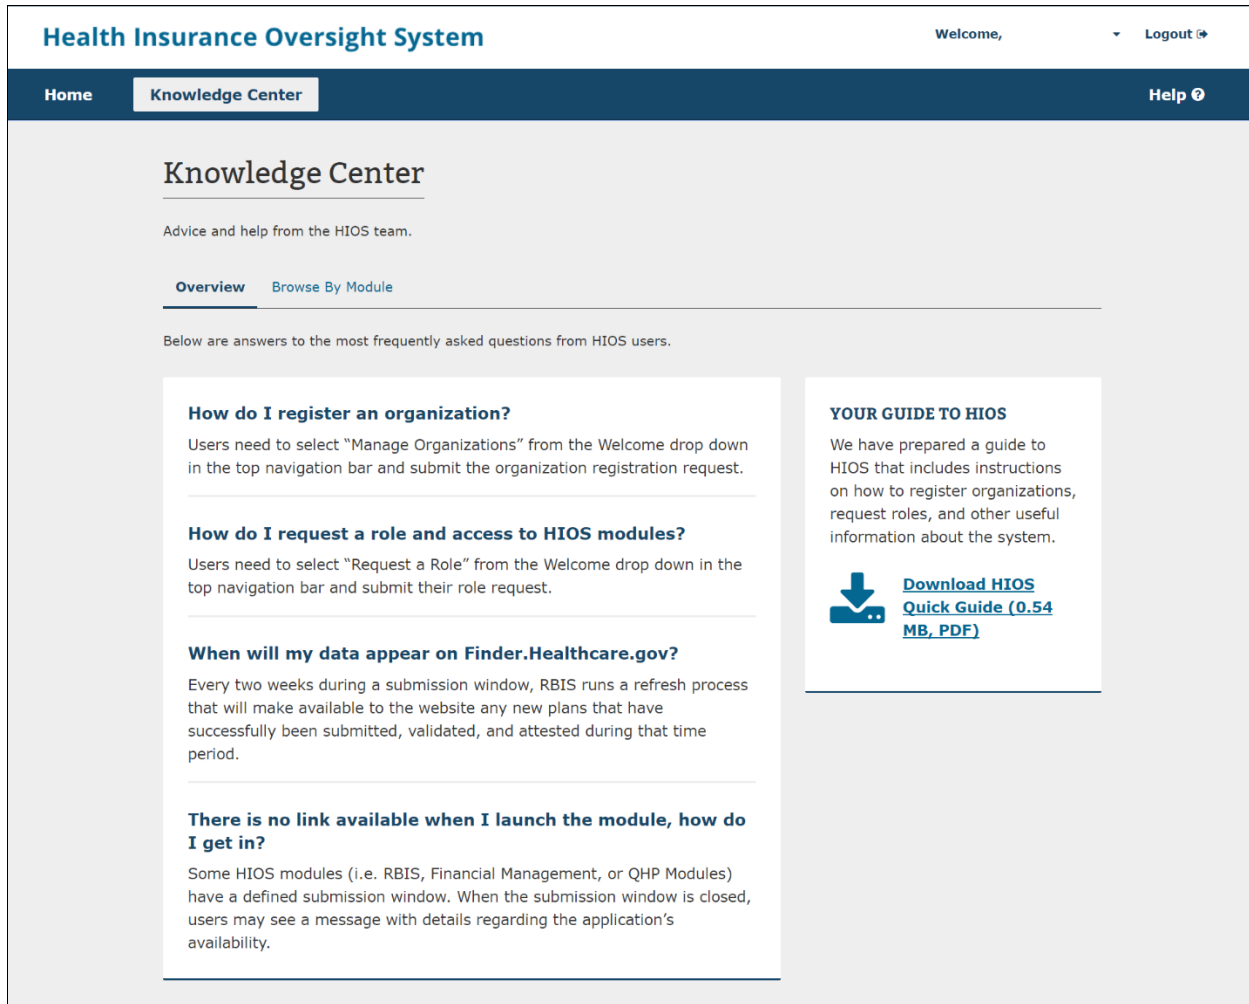 Health Insurance Oversight System
Welcome,
Logout
Home
Knowledge Center
Help
Knowledge Center
Advice and help from the HIOS team.
Overview
Browse By Module
Below are answers to the most frequently asked questions from HIOS users.
How do I register an organization?
Users need to select “Manage Organizations” from the Welcome drop down
in the top navigation bar and submit the organization registration request.
How do I request a role and access to HIOS modules?
Users need to select “Request a Role” from the Welcome drop down in the
top navigation bar and submit their role request.
When will my data appear on Finder.Healthcare.gov?
Every two weeks during a submission window, RBIS runs a refresh process
that will make available to the website any new plans that have
successfully been submitted, validated, and attested during that time
period.
There is no link available when I launch the module, how do
I get in?
Some HIOS modules (i.e. RBIS, Financial Management, or QHP Modules)
have a defined submission window. When the submission window is closed,
users may see a message with details regarding the application’s
availability.
YOUR GUIDE TO HIOS
We have prepared a guide to
HIOS that includes instructions
on how to register organizations,
request roles, and other useful
information about the system.
Download HIOS
Quick Guide (0.54
MB, PDF)